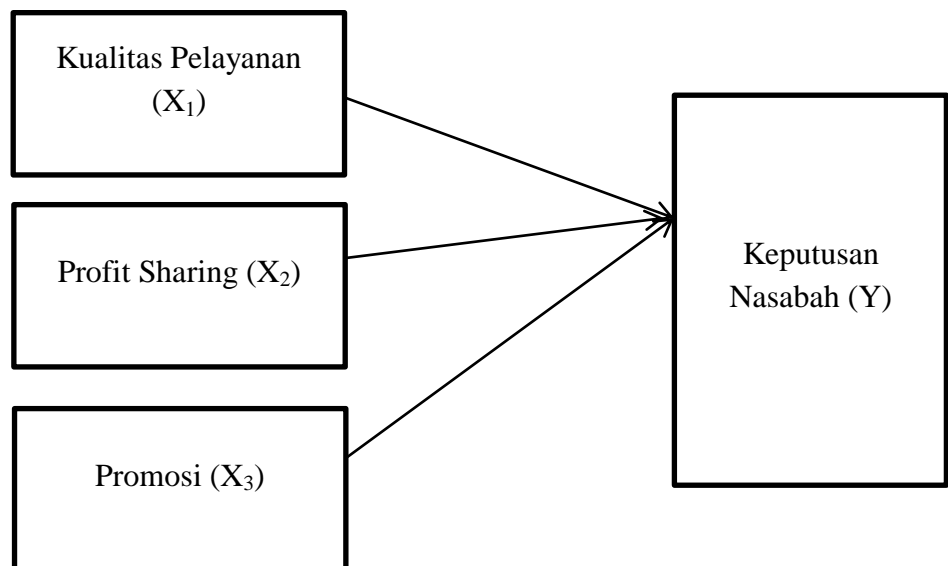 Kualitas Pelayanan
(X₁)
Profit Sharing (X₂)
Keputusan
Nasabah (Y)
Promosi (X₃)